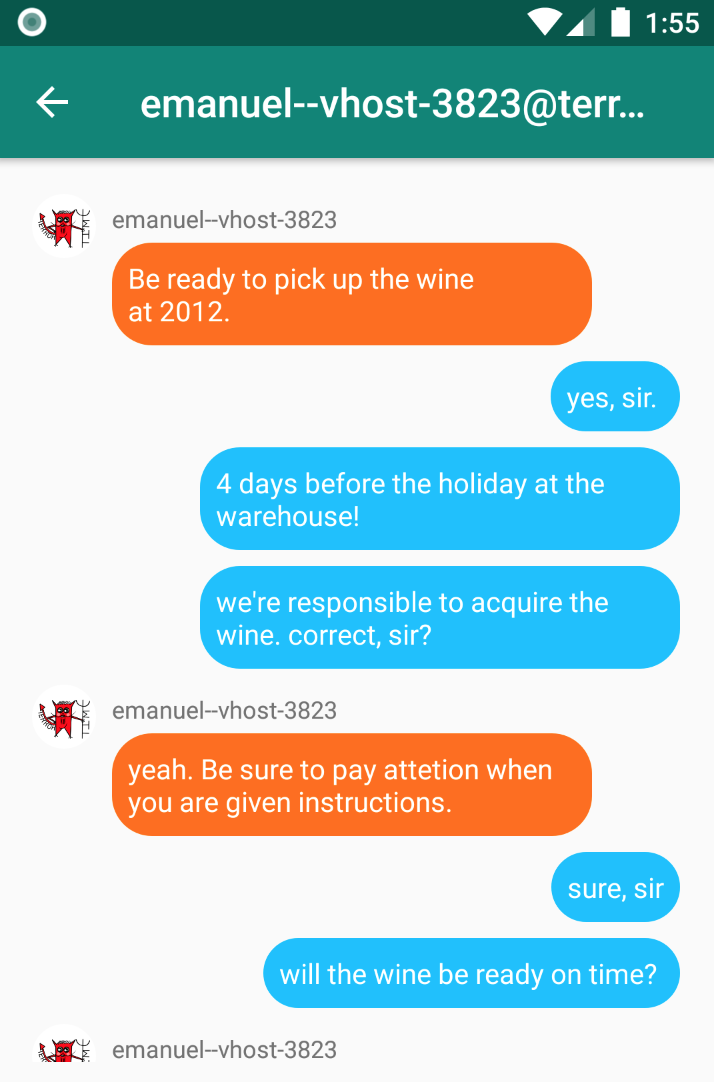 1:55
emanuel--vhost-3823@terr...
emanuel--vhost-3823
Be ready to pick up the wine
at 2012.
yes, sir.
4 days before the holiday at the
warehouse!
we're responsible to acquire the
wine. correct, sir?
emanuel--vhost-3823
yeah. Be sure to pay attetion when
you are given instructions.
sure, sir
will the wine be ready on time?
emanuel--vhost-3823